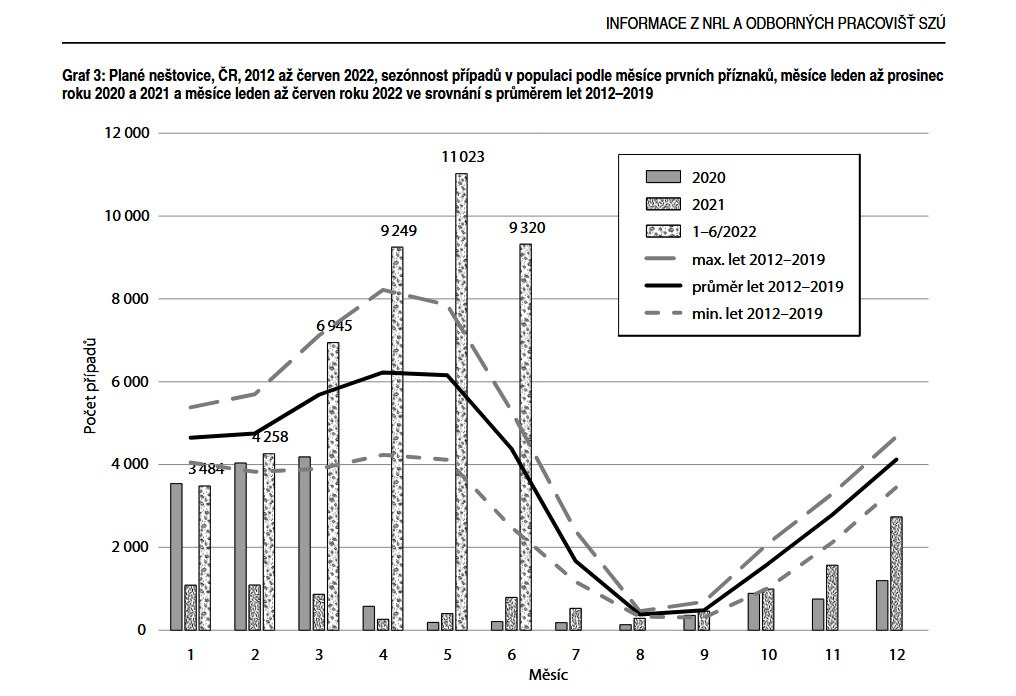 INFORMACE Z NRL A ODBORNÝCH PRACOVIŠŤ SZÚ
Graf 3: Plané neštovice, ČR, 2012 až červen 2022, sezónnost případů v populaci podle měsíce prvních příznaků, měsíce leden až prosinec
roku 2020 a 2021 a měsíce leden až červen roku 2022 ve srovnání s průměrem let 2012–2019
12 000
10 000
8 000
6 000
4 000
2 000
0
Počet případů
3 484
4 258
6 945
9 249
11 023
9 320
2020
2021
1–6/2022
max. let 2012–2019
průměr let 2012–2019
min. let 2012–2019
1 2 3 4 5 6 7 8 9 10 11 12
Měsíc